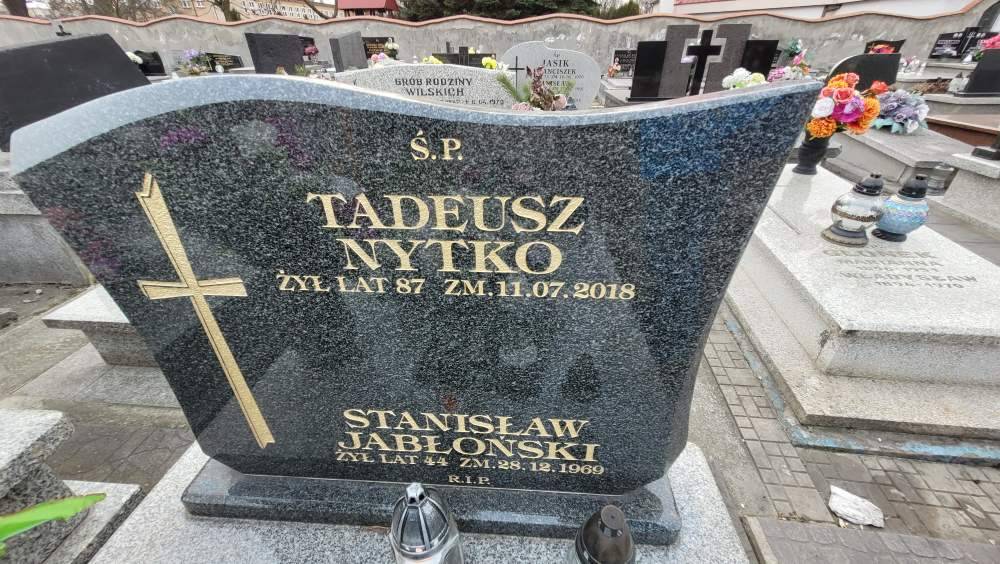 Ś.P.
TADEUSZ
NYTKO
ŻYŁ LAT 87 ZM. 11.07.2018
STANISŁAW
JABŁOŃSKI
ŻYŁ LAT 44 ZM. 28.12.1969
R.I.P.
GRÓB RODZINY
WILSKICH
JASIK